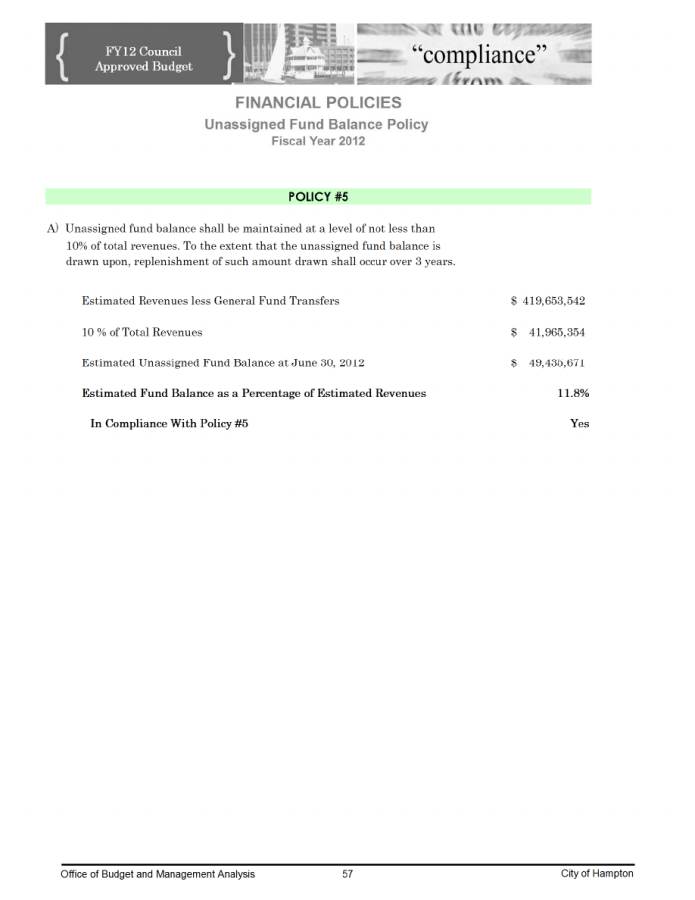 FY12 Council
Approved Budget
“compliance”
(from
FINANCIAL POLICIES
Unassigned Fund Balance Policy
Fiscal Year 2012
POLICY #5
A) Unassigned fund balance shall be maintained at a level of not less than
10% of total revenues. To the extent that the unassigned fund balance is
drawn upon, replenishment of such amount drawn shall occur over 3 years.
Estimated Revenues less General Fund Transfers $ 419,653,542
10 % of Total Revenues $ 41,965,354
Estimated Unassigned Fund Balance at June 30, 2012 $ 49,435,671
Estimated Fund Balance as a Percentage of Estimated Revenues 11.8%
In Compliance With Policy #5 Yes
Office of Budget and Management Analysis 57 City of Hampton